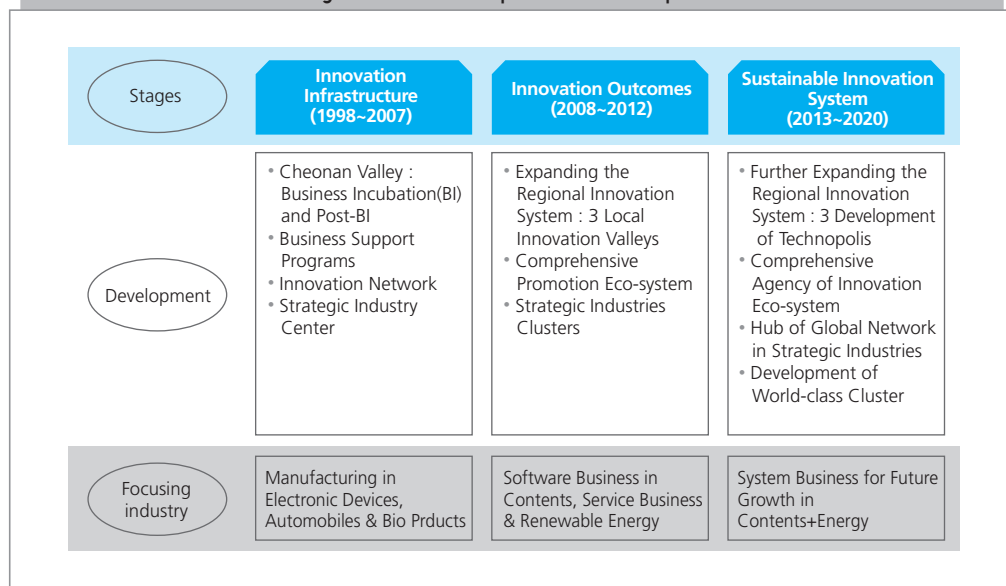 Stages
Innovation
Infrastructure
(1998~2007)
Innovation Outcomes
(2008~2012)
Sustainable Innovation
System
(2013~2020)
Development
• Cheonan Valley :
Business Incubation(BI)
and Post-BI
• Business Support
Programs
• Innovation Network
• Strategic Industry
Center
• Expanding the
Regional Innovation
System : 3 Local
Innovation Valleys
• Comprehensive
Promotion Eco-system
• Strategic Industries
Clusters
• Further Expanding the
Regional Innovation
System : 3 Development
of Technopolis
• Comprehensive
Agency of Innovation
Eco-system
• Hub of Global Network
in Strategic Industries
• Development of
World-class Cluster
Focusing
industry
Manufacturing in
Electronic Devices,
Automobiles & Bio Prducts
Software Business in
Contents, Service Business
& Renewable Energy
System Business for Future
Growth in
Contents+Energy